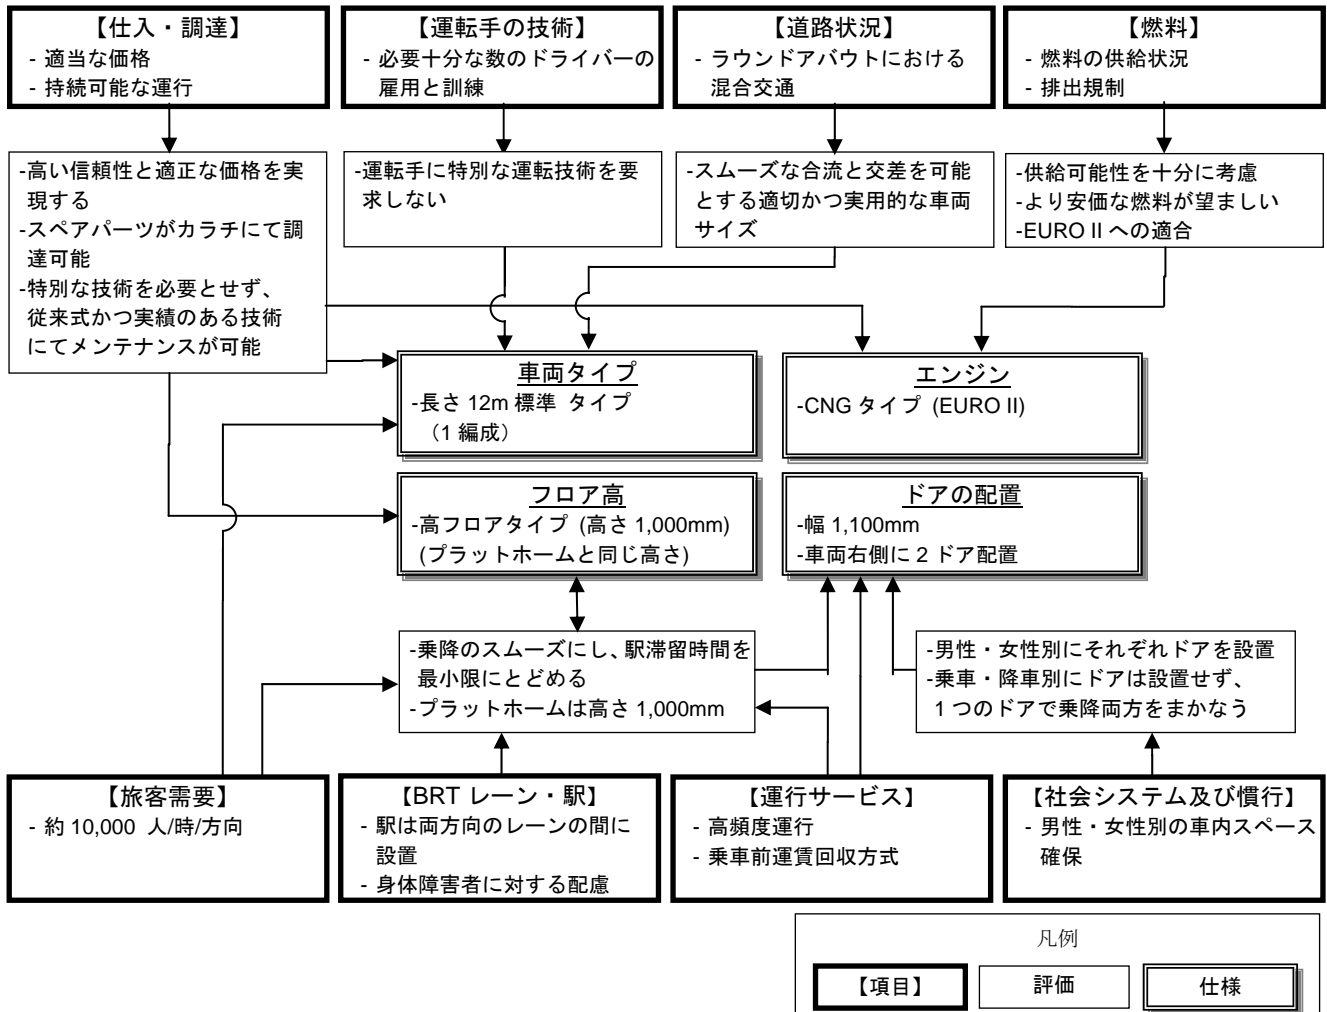 【仕入・調達】
- 適当な価格
- 持続可能な運行
【運転手の技術】
- 必要十分な数のドライバーの
雇用と訓練
【道路状況】
- ラウンドアバウトにおける
混合交通
【燃料】
- 燃料の供給状況
- 排出規制
-高い信頼性と適正な価格を実
現する
-スペアパーツがカラチにて調
達可能
-特別な技術を必要とせず、
従来式かつ実績のある技術
にてメンテナンスが可能
-運転手に特別な運転技術を要
求しない
-スムーズな合流と交差を可能
とする適切かつ実用的な車両
サイズ
-供給可能性を十分に考慮
-より安価な燃料が望ましい
-EURO II への適合
車両タイプ
-長さ 12m 標準 タイプ
（1 編成）
エンジン
-CNG タイプ (EURO II)
フロア高
-高フロアタイプ (高さ 1,000mm)
(プラットホームと同じ高さ)
ドアの配置
-幅 1,100mm
-車両右側に 2 ドア配置
-乗降のスムーズにし、駅滞留時間を
最小限にとどめる
-プラットホームは高さ 1,000mm
-男性・女性別にそれぞれドアを設置
-乗車・降車別にドアは設置せず、
1 つのドアで乗降両方をまかなう
【旅客需要】
- 約 10,000 人/時/方向
【BRT レーン・駅】
- 駅は両方向のレーンの間に
設置
- 身体障害者に対する配慮
【運行サービス】
- 高頻度運行
- 乗車前運賃回収方式
【社会システム及び慣行】
- 男性・女性別の車内スペース
確保
凡例
【項目】
評価
仕様